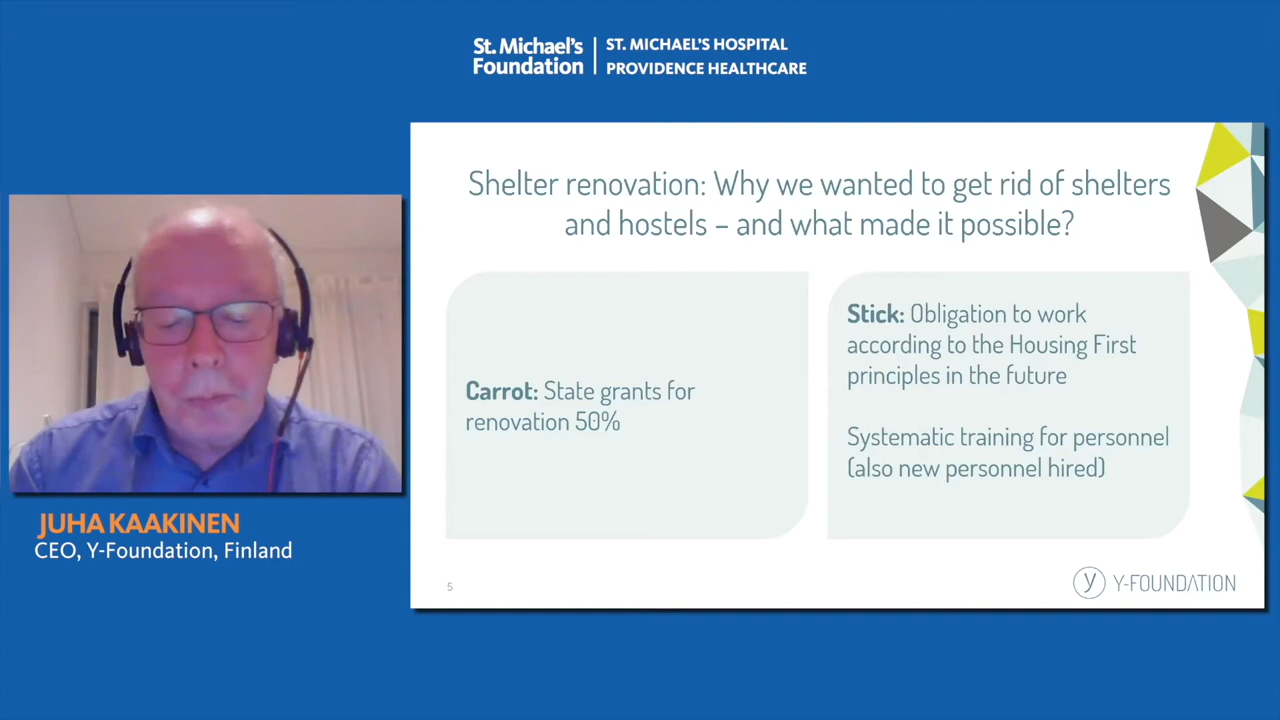 St. Michael's
Foundation
ST. MICHAEL'S HOSPITAL
PROVIDENCE HEALTHCARE
Shelter renovation: Why we wanted to get rid of shelters
and hostels – and what made it possible?
Carrot: State grants for
renovation 50%
Stick: Obligation to work
according to the Housing First
principles in the future
Systematic training for personnel
(also new personnel hired)
5
y Y-FOUNDATION
JUHA KAAKINEN
CEO, Y-Foundation, Finland